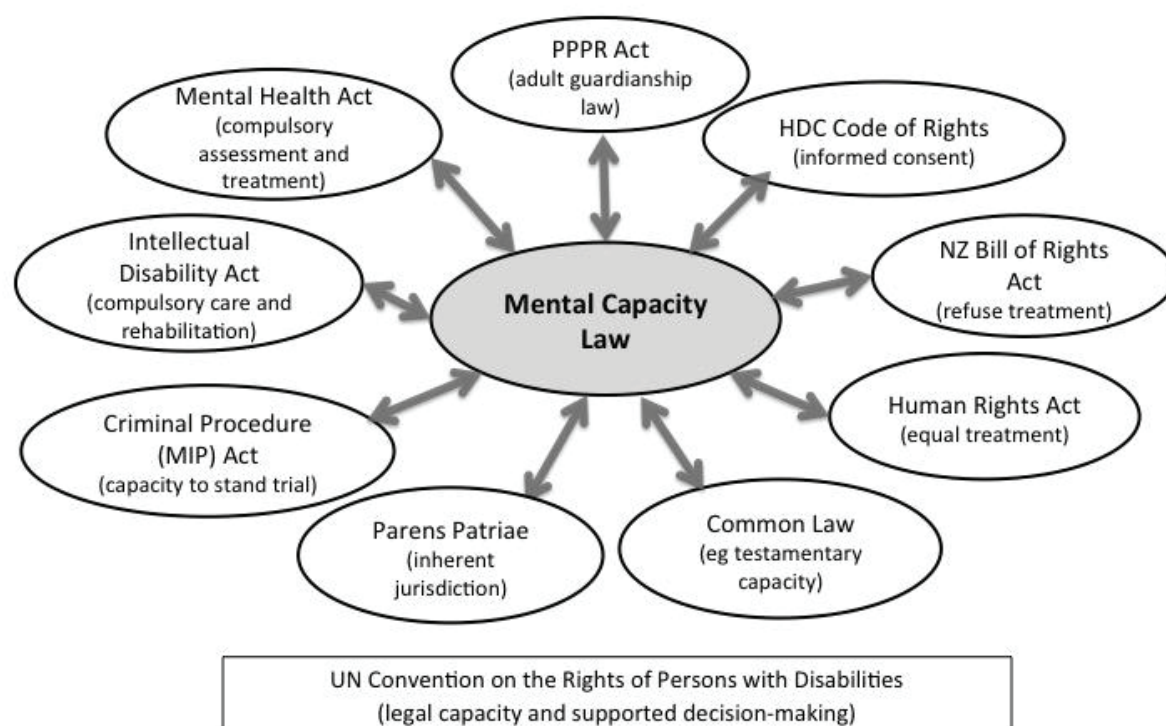 PPPR Act
(adult guardianship
law)
Mental Health Act
(compulsory
assessment and
treatment)
HDC Code of Rights
(informed consent)
Intellectual
Disability Act
(compulsory care and
rehabilitation)
NZ Bill of Rights
Act
(refuse treatment)
Mental Capacity
Law
Criminal Procedure
(MIP) Act
(capacity to stand trial)
Human Rights Act
(equal treatment)
Parens Patriae
(inherent
jurisdiction)
Common Law
(eg testamentary
capacity)
UN Convention on the Rights of Persons with Disabilities
(legal capacity and supported decision-making)